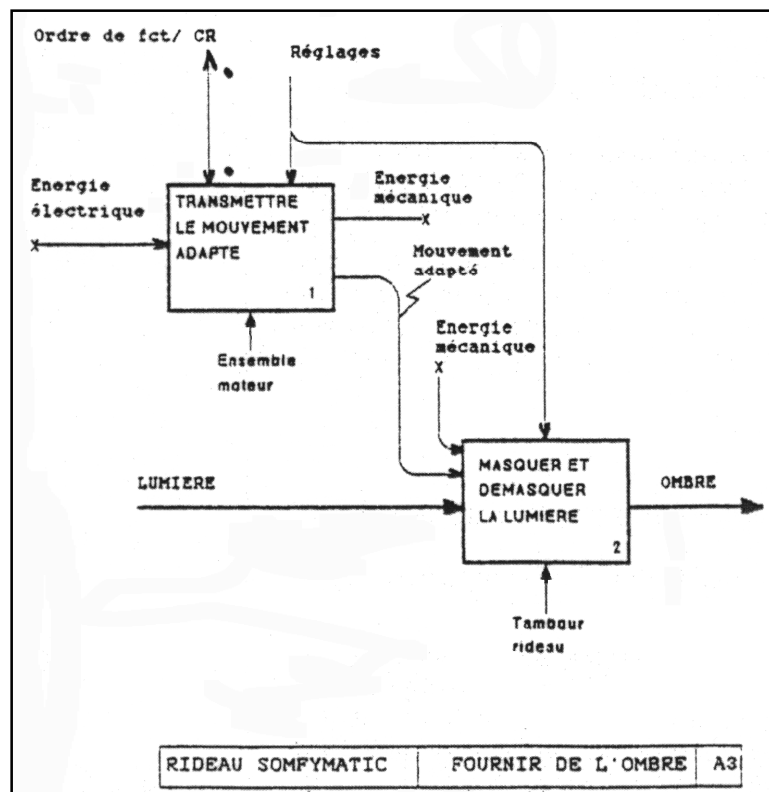 Ordre de fct/ CR
Réglages
Energie
électrique
TRANSMETTRE
LE MOUVEMENT
ADAPTE
1
Energie
mécanique
Mouvement
adapté
Ensemble
moteur
Energie
mécanique
LUMIERE
MASQUER ET
DEMASQUER
LA LUMIERE
2
OMBRE
Tambour
rideau
RIDEAU SOMFYMATIC
FOURNIR DE L'OMBRE
A3